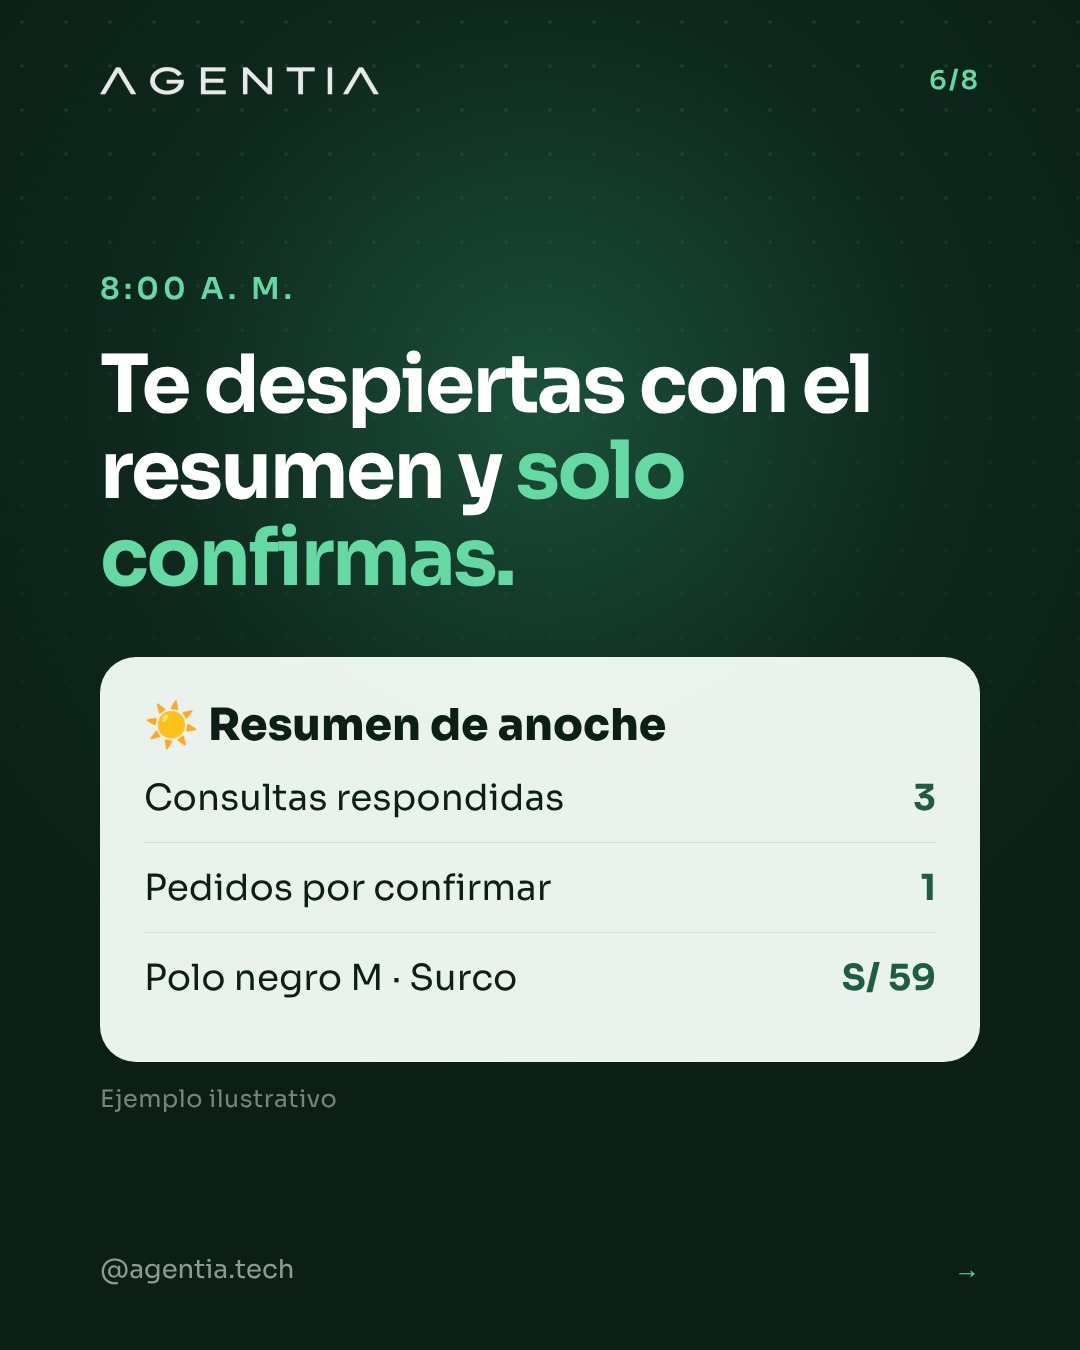 AGENTIA
6/8
8:00 A. M.
Te despiertas con el
resumen y solo
confirmas.
☀️ Resumen de anoche
Consultas respondidas 3
Pedidos por confirmar 1
Polo negro M · Surco S/ 59
Ejemplo ilustrativo
@agentia.tech →